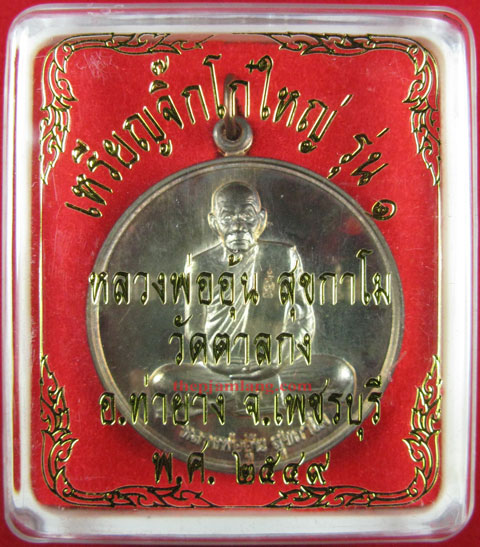 เหรียญจิ๊กโก๋ใหญ่ รุ่น ๑
หลวงพ่ออุ้น สุขกาโม
วัดตาลกง
อ.ท่ายาง จ.เพชรบุรี
พ.ศ. ๒๕๔๙